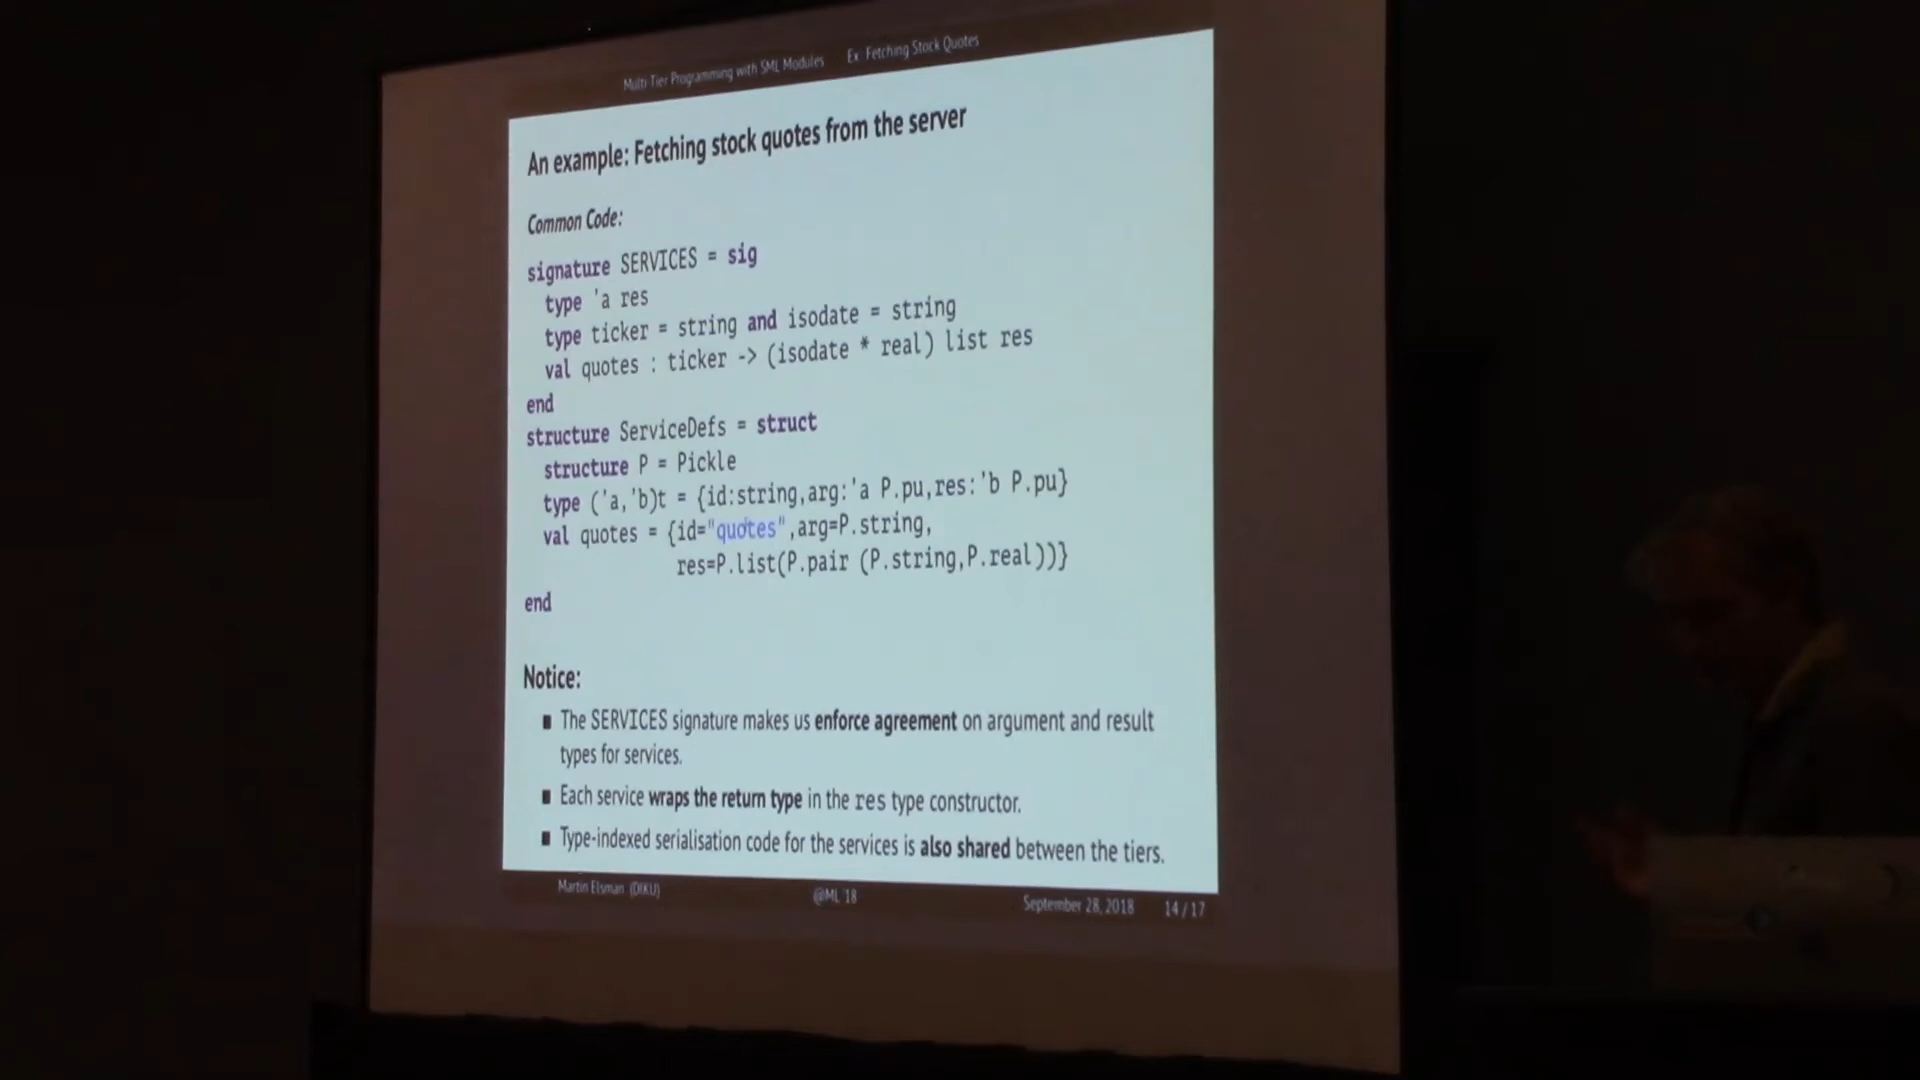 Multi-Tier Programming with SML Modules Ex: Fetching Stock Quotes
An example: Fetching stock quotes from the server
Common Code:
signature SERVICES = sig
type 'a res
type ticker = string and isodate = string
val quotes : ticker -> (isodate * real) list res
end
structure ServiceDefs = struct
structure P = Pickle
type ('a,'b)t = {id:string,arg:'a P.pu,res:'b P.pu}
val quotes = {id="quotes",arg=P.string,
res=P.list(P.pair (P.string,P.real))}
end
Notice:
■ The SERVICES signature makes us enforce agreement on argument and result
types for services.
■ Each service wraps the return type in the res type constructor.
■ Type-indexed serialisation code for the services is also shared between the tiers.
Martin Elsman (DIKU) @ML '18 September 28, 2018 14 / 17